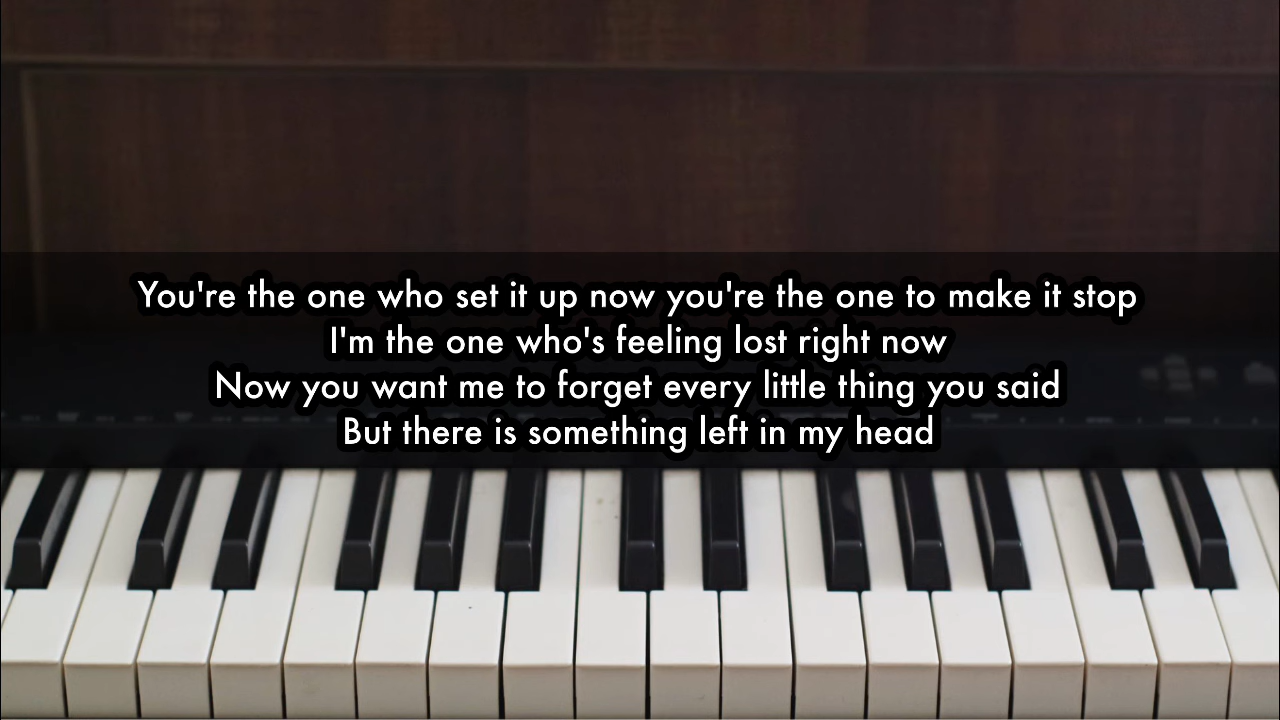 You're the one who set it up now you're the one to make it stop
I'm the one who's feeling lost right now
Now you want me to forget every little thing you said
But there is something left in my head